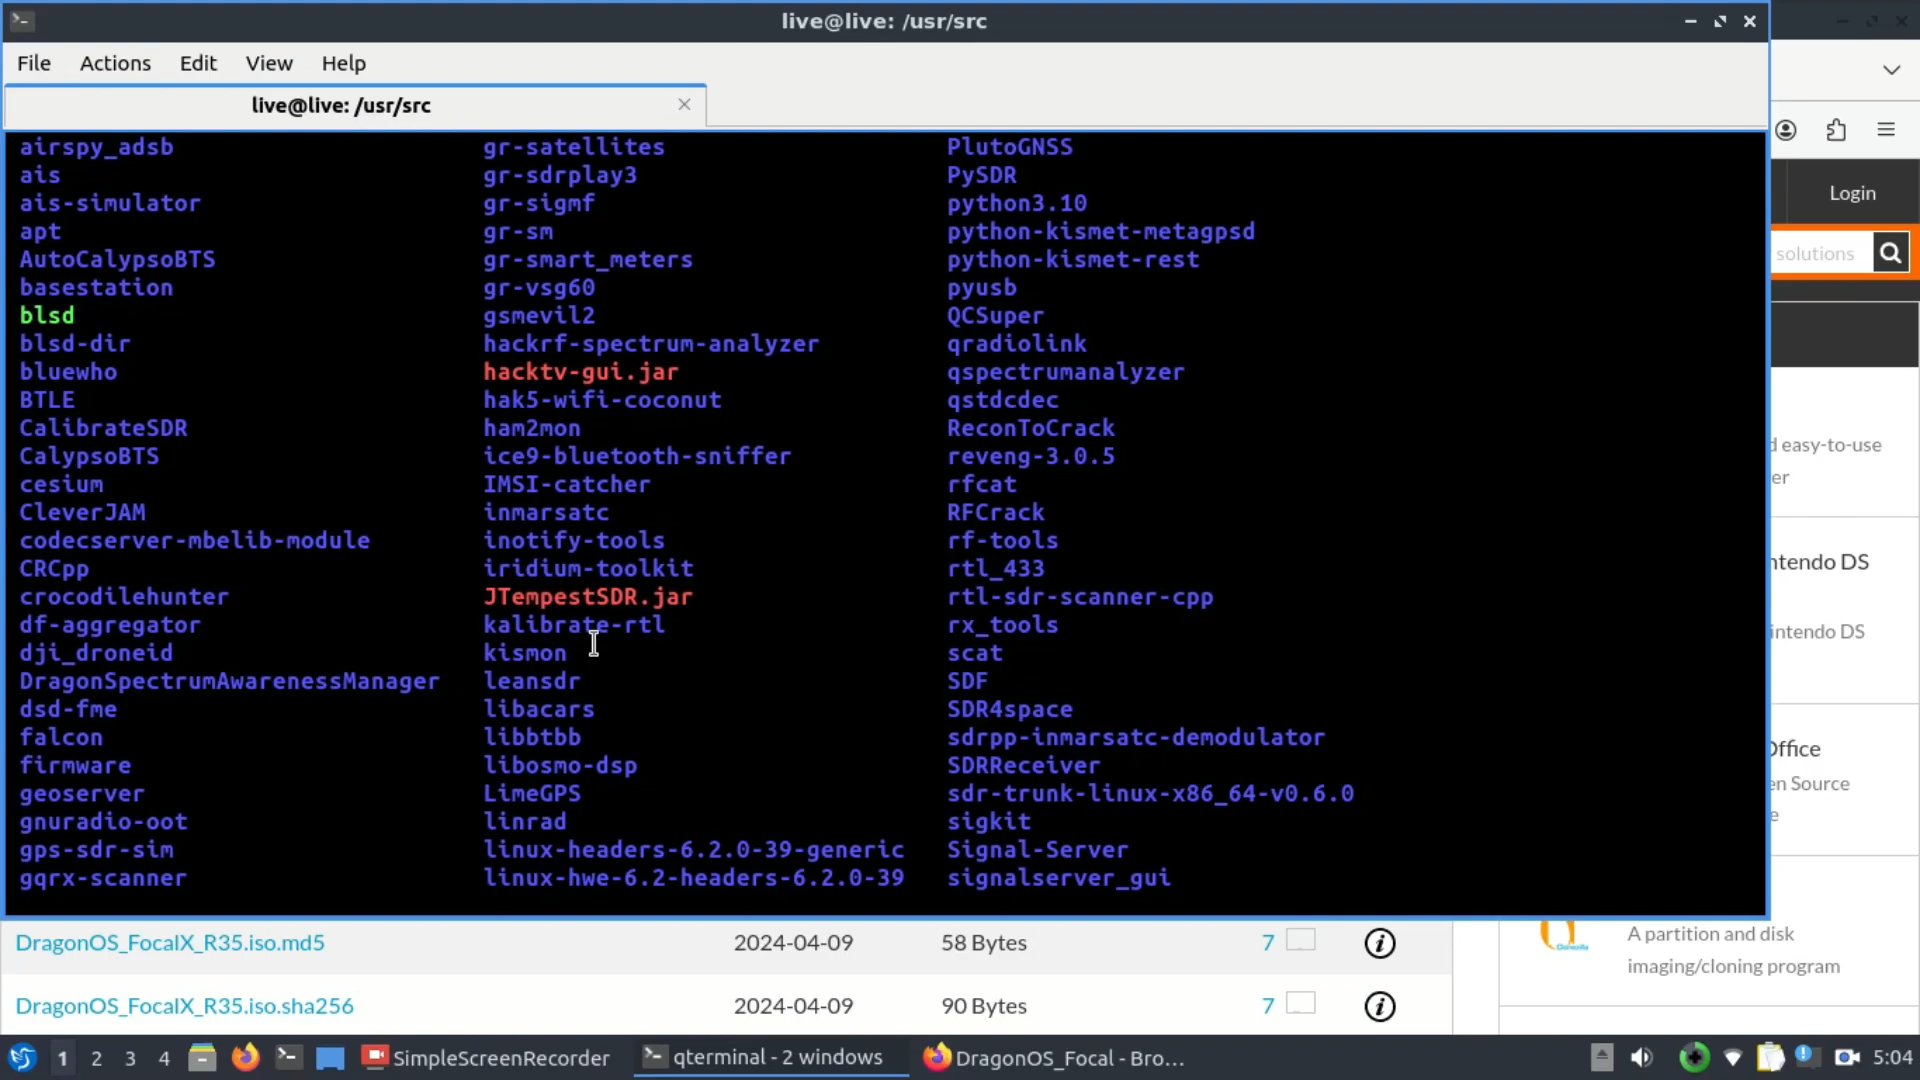 live@live: /usr/src
File Actions Edit View Help
live@live: /usr/src
airspy_adsb gr-satellites PlutoGNSS
ais gr-sdrplay3 PySDR
ais-simulator gr-sigmf python3.10
apt gr-sm python-kismet-metagpsd
AutoCalypsoBTS gr-smart_meters python-kismet-rest
basestation gr-vsg60 pyusb
blsd gsmevil2 QCSuper
blsd-dir hackrf-spectrum-analyzer qradiolink
bluewho hacktv-gui.jar qspectrumanalyzer
BTLE hak5-wifi-coconut qstdcdec
CalibrateSDR ham2mon ReconToCrack
CalypsoBTS ice9-bluetooth-sniffer reveng-3.0.5
cesium IMSI-catcher rfcat
CleverJAM inmarsatc RFCrack
codecserver-mbelib-module inotify-tools rf-tools
CRCpp iridium-toolkit rtl_433
crocodilehunter JTempestSDR.jar rtl-sdr-scanner-cpp
df-aggregator kalibrate-rtl rx_tools
dji_droneid kismon scat
DragonSpectrumAwarenessManager leansdr SDF
dsd-fme libacars SDR4space
falcon libbtbb sdrpp-inmarsatc-demodulator
firmware libosmo-dsp SDRReceiver
geoserver LimeGPS sdr-trunk-linux-x86_64-v0.6.0
gnuradio-oot linrad sigkit
gps-sdr-sim linux-headers-6.2.0-39-generic Signal-Server
gqrx-scanner linux-hwe-6.2-headers-6.2.0-39 signalserver_gui
Login
solutions
d easy-to-use
er
ntendo DS
intendo DS
Office
en Source
e
A partition and disk
imaging/cloning program
DragonOS_FocalX_R35.iso.md5 2024-04-09 58 Bytes 7
DragonOS_FocalX_R35.iso.sha256 2024-04-09 90 Bytes 7
1 2 3 4 SimpleScreenRecorder qterminal - 2 windows DragonOS_Focal - Bro... 5:04